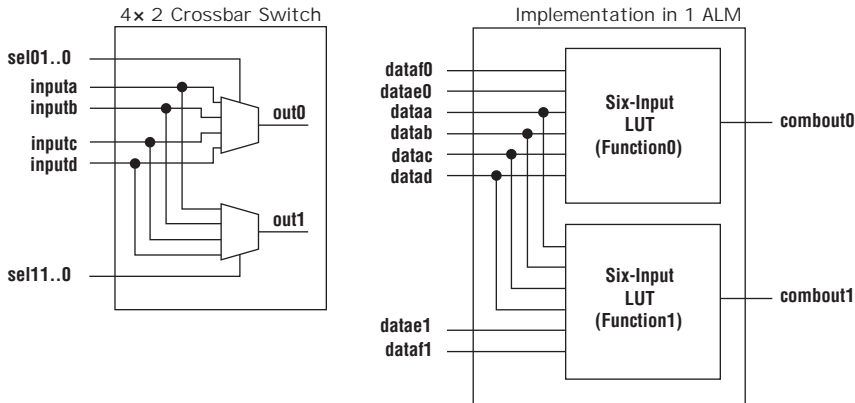 4× 2 Crossbar Switch
sel01..0
inputa
inputb
inputc
inputd
out0
out1
sel11..0
Implementation in 1 ALM
dataf0
datae0
dataa
datab
datac
datad
Six-Input
LUT
(Function0)
combout0
Six-Input
LUT
(Function1)
combout1
datae1
dataf1